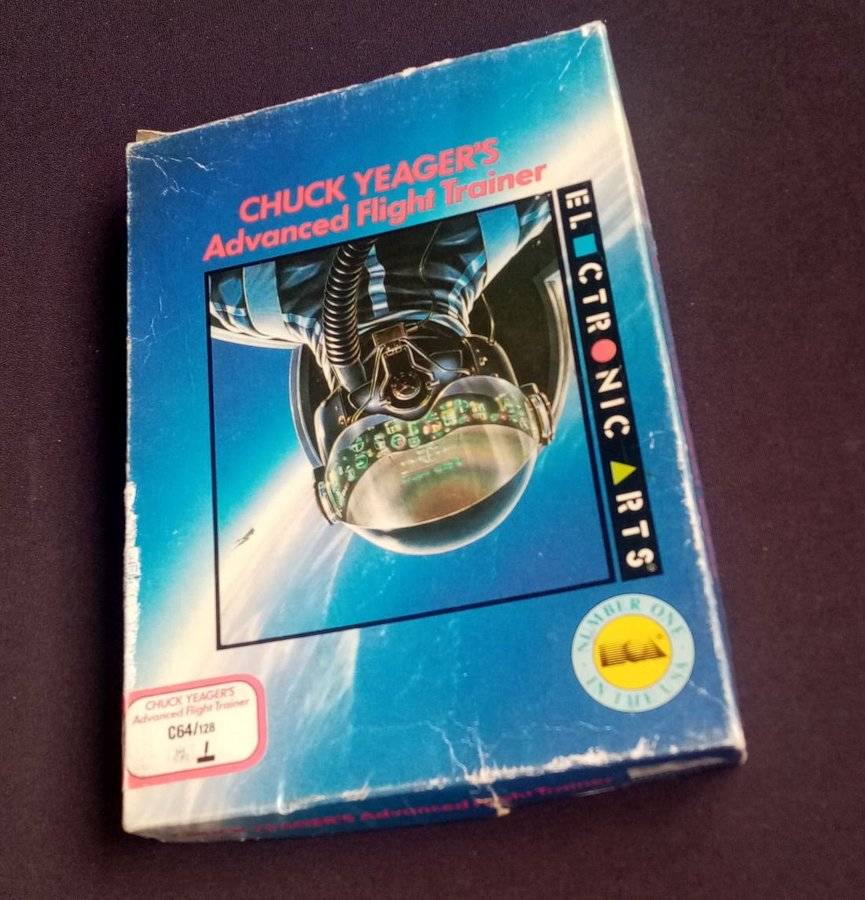 CHUCK YEAGER'S
Advanced Flight Trainer
ELECTRONIC ARTS®
NUMBER ONE
EA®
IN THE USA
CHUCK YEAGER'S
Advanced Flight Trainer
C64/128
CHUCK YEAGER'S Advanced Flight Trainer